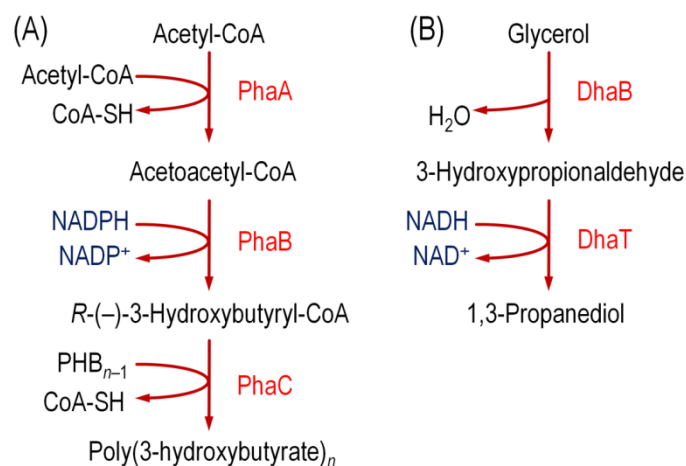 (A)
Acetyl-CoA
Acetyl-CoA
PhaA
CoA-SH
Acetoacetyl-CoA
NADPH
PhaB
NADP⁺
R-(–)-3-Hydroxybutyryl-CoA
PHBₙ₋₁
PhaC
CoA-SH
Poly(3-hydroxybutyrate)ₙ
(B)
Glycerol
DhaB
H₂O
3-Hydroxypropionaldehyde
NADH
DhaT
NAD⁺
1,3-Propanediol